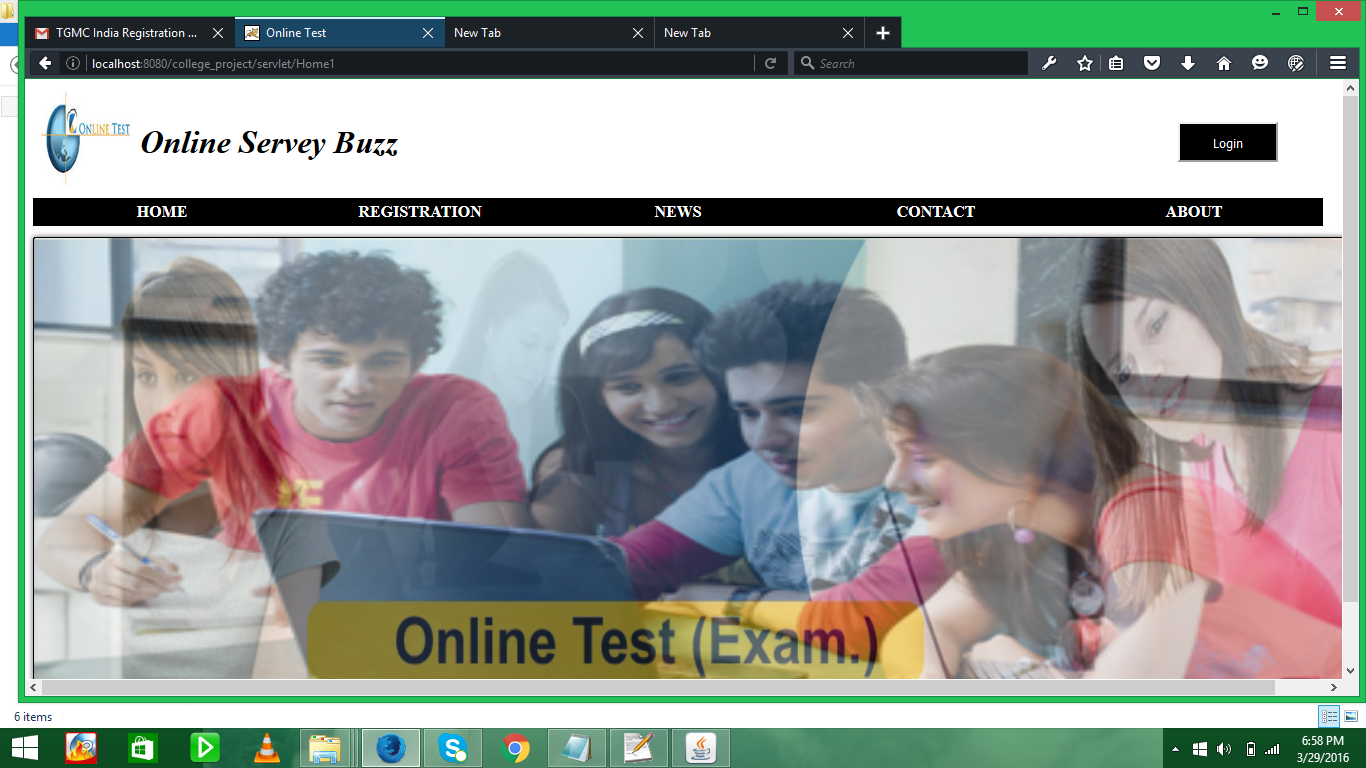 TGMC India Registration ...
Online Test
New Tab
New Tab
localhost:8080/college_project/servlet/Home1
Search
ONLINE TEST
Online Servey Buzz
Login
HOME
REGISTRATION
NEWS
CONTACT
ABOUT
Online Test (Exam.)
6 items
6:58 PM
3/29/2016